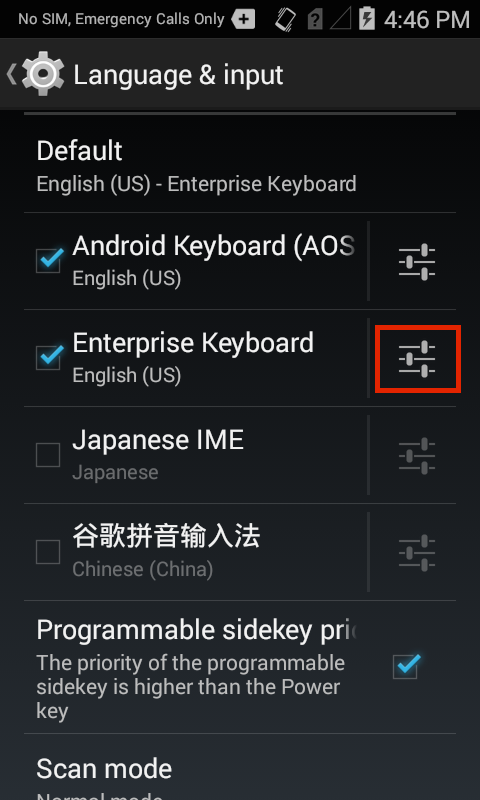 No SIM, Emergency Calls Only 4:46 PM
Language & input
Default
English (US) - Enterprise Keyboard
Android Keyboard (AOS
English (US)
Enterprise Keyboard
English (US)
Japanese IME
Japanese
谷歌拼音输入法
Chinese (China)
Programmable sidekey pri
The priority of the programmable
sidekey is higher than the Power
key
Scan mode
Normal mode